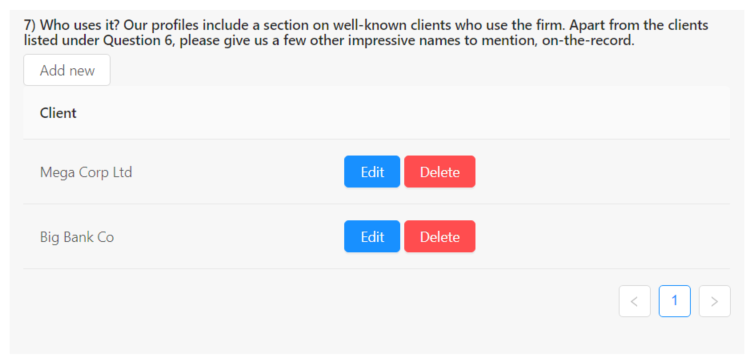 7) Who uses it? Our profiles include a section on well-known clients who use the firm. Apart from the clients
listed under Question 6, please give us a few other impressive names to mention, on-the-record.
Add new
Client
Mega Corp Ltd Edit Delete
Big Bank Co Edit Delete
< 1 >